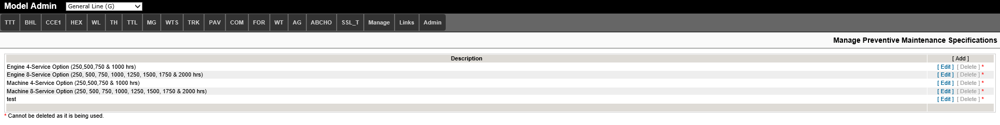 Model Admin General Line (G)
TTT BHL CCE1 HEX WL TH TTL MG WTS TRK PAV COM FOR WT AG ABCHO SSL_T Manage Links Admin
Manage Preventive Maintenance Specifications
Description [ Add ]
Engine 4-Service Option (250,500,750 & 1000 hrs) [ Edit ] [ Delete ] *
Engine 8-Service Option (250, 500, 750, 1000, 1250, 1500, 1750 & 2000 hrs) [ Edit ] [ Delete ] *
Machine 4-Service Option (250,500,750 & 1000 hrs) [ Edit ] [ Delete ] *
Machine 8-Service Option (250, 500, 750, 1000, 1250, 1500, 1750 & 2000 hrs) [ Edit ] [ Delete ] *
test [ Edit ] [ Delete ] *
* Cannot be deleted as it is being used.